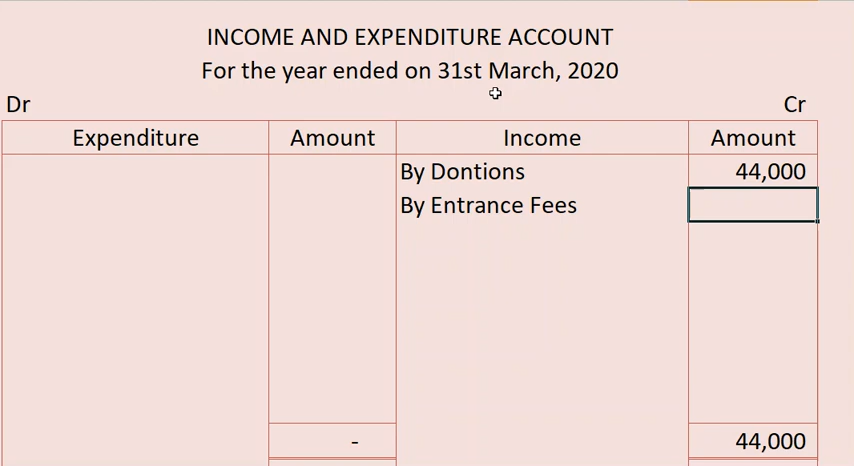 INCOME AND EXPENDITURE ACCOUNT
For the year ended on 31st March, 2020
Dr Cr
Expenditure Amount Income Amount
By Dontions 44,000
By Entrance Fees
- 44,000